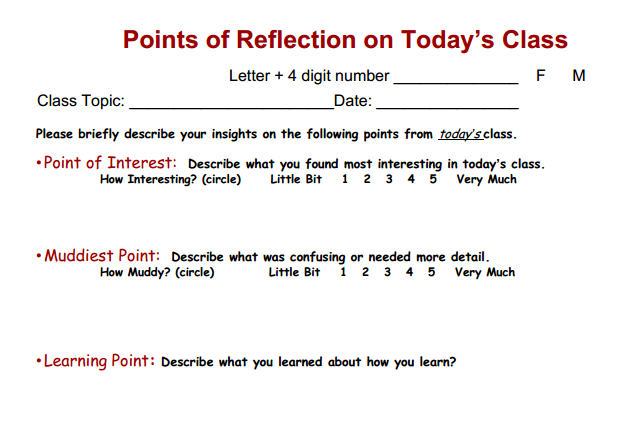 Points of Reflection on Today's Class
Letter + 4 digit number _______________ F M
Class Topic: ________________________Date: _________________
Please briefly describe your insights on the following points from today's class.
•Point of Interest: Describe what you found most interesting in today's class.
How Interesting? (circle) Little Bit 1 2 3 4 5 Very Much
•Muddiest Point: Describe what was confusing or needed more detail.
How Muddy? (circle) Little Bit 1 2 3 4 5 Very Much
•Learning Point: Describe what you learned about how you learn?